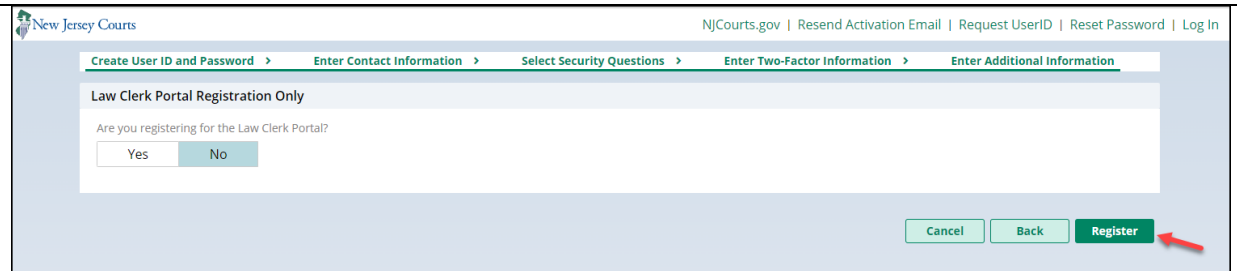 New Jersey Courts
NJCourts.gov | Resend Activation Email | Request UserID | Reset Password | Log In
Create User ID and Password > Enter Contact Information > Select Security Questions > Enter Two-Factor Information > Enter Additional Information
Law Clerk Portal Registration Only
Are you registering for the Law Clerk Portal?
Yes No
Cancel Back Register